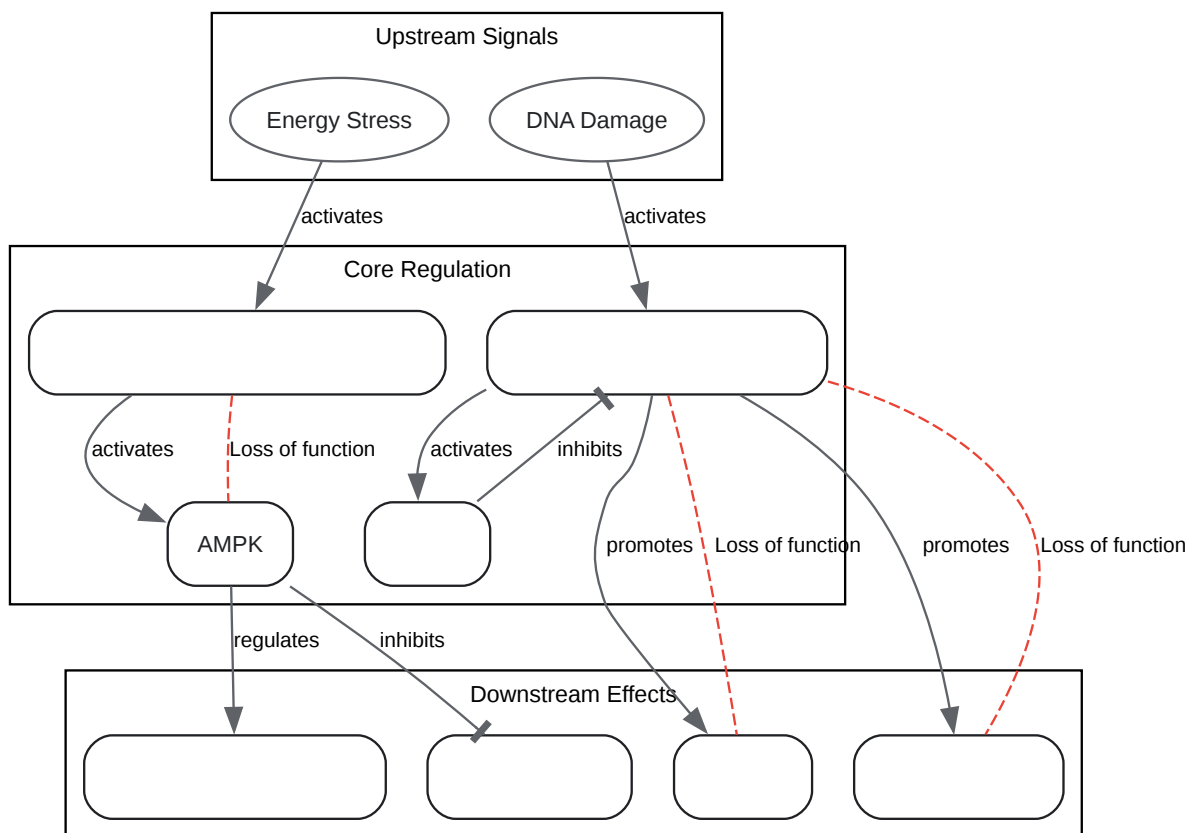 Upstream Signals
Energy Stress
DNA Damage
activates
activates
Core Regulation
activates
Loss of function
activates
inhibits
AMPK
promotes
Loss of function
promotes
Loss of function
regulates
inhibits
Downstream Effects